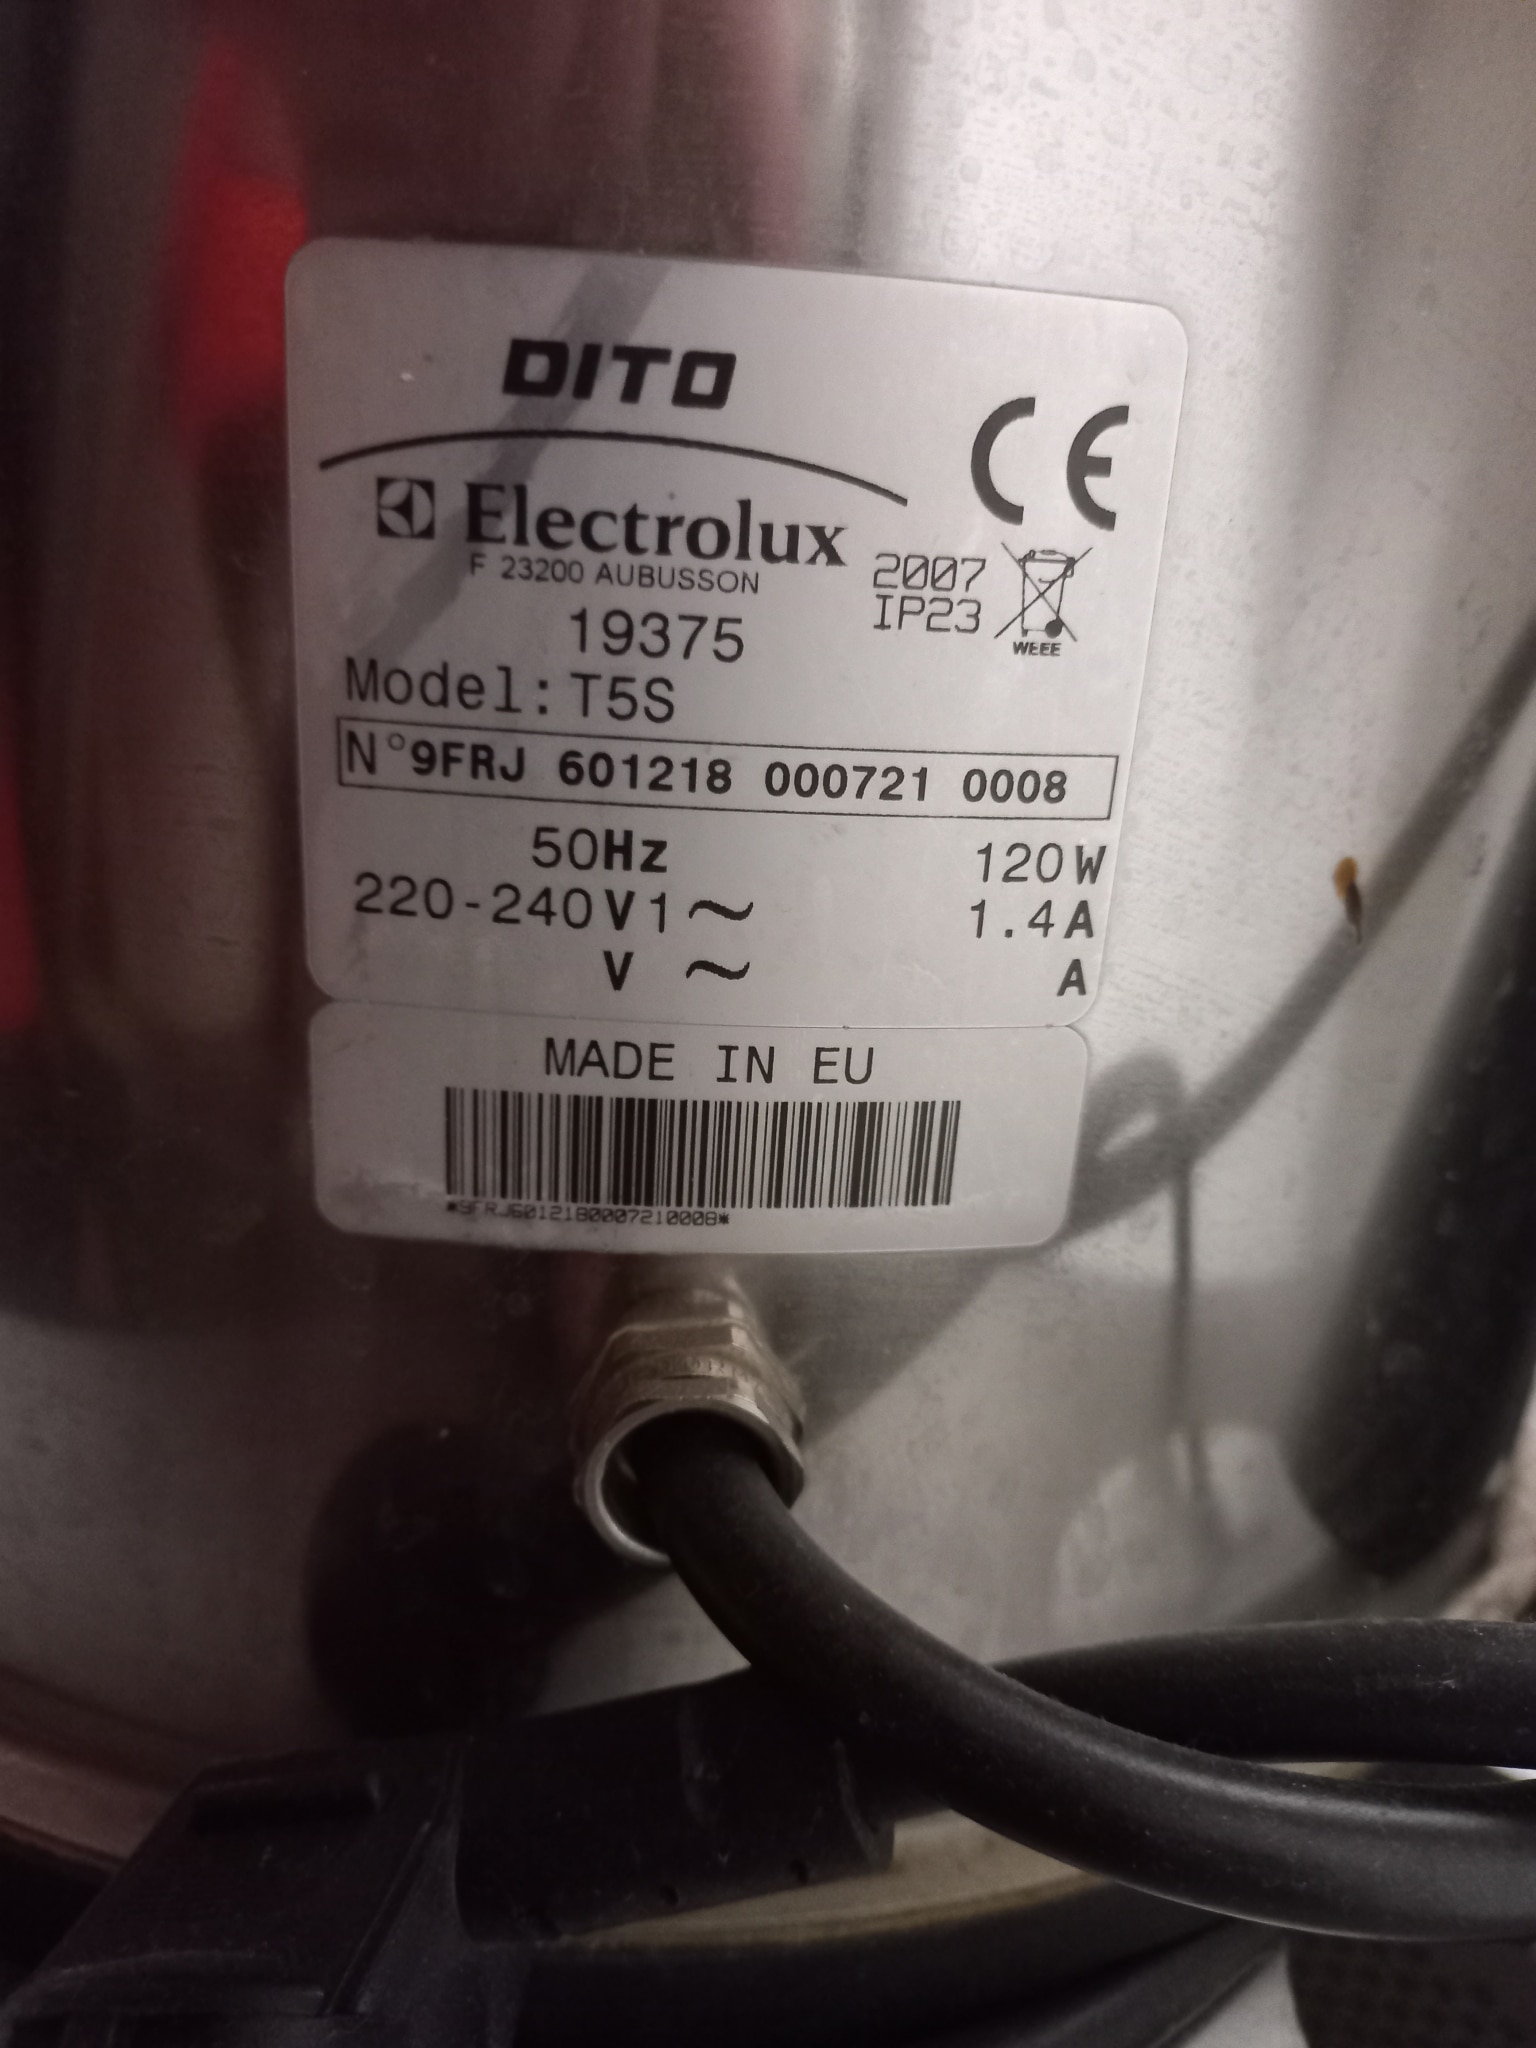 DITO
CE
Electrolux
F 23200 AUBUSSON
2007
IP23
WEEE
19375
Model: T5S
N° 9FRJ 601218 000721 0008
50Hz 120W
220-240V1~ 1.4A
V ~ A
MADE IN EU
*9FRJ6012180007210008*